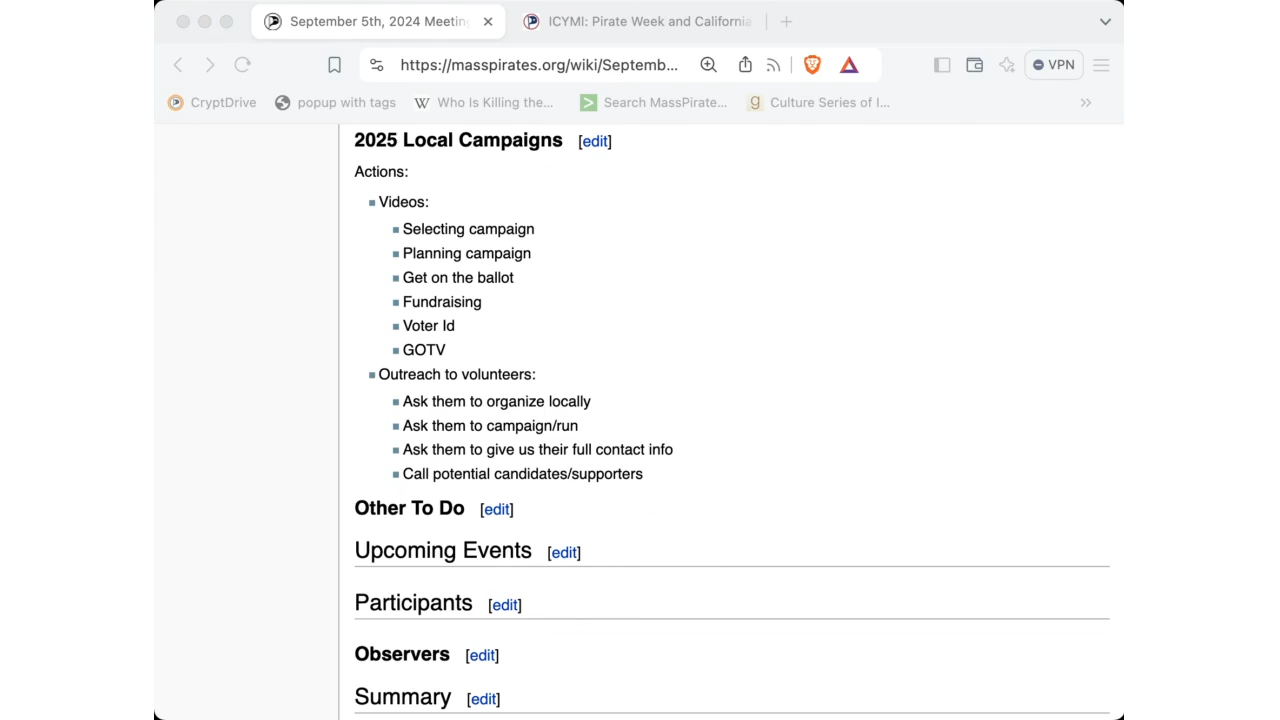 September 5th, 2024 Meetin
ICYMI: Pirate Week and California
https://masspirates.org/wiki/Septemb...
VPN
CryptDrive
popup with tags
Who Is Killing the...
Search MassPirate...
Culture Series of I...
2025 Local Campaigns [edit]
Actions:
Videos:
Selecting campaign
Planning campaign
Get on the ballot
Fundraising
Voter Id
GOTV
Outreach to volunteers:
Ask them to organize locally
Ask them to campaign/run
Ask them to give us their full contact info
Call potential candidates/supporters
Other To Do [edit]
Upcoming Events [edit]
Participants [edit]
Observers [edit]
Summary [edit]